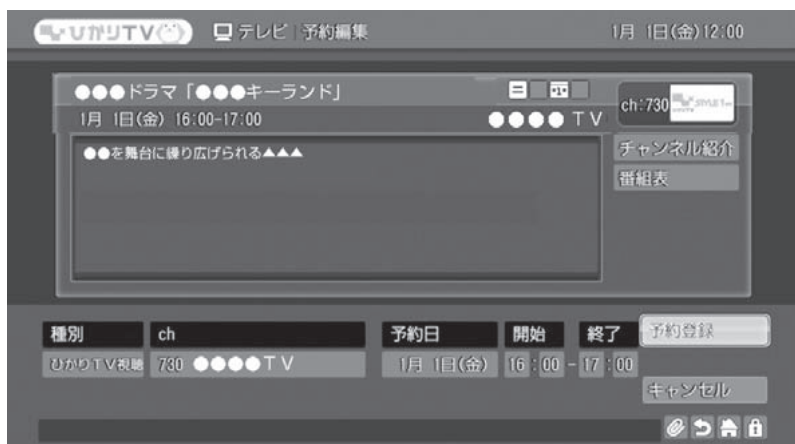 ひかりTV テレビ 予約編集 1月 1日(金)12:00
●●●ドラマ「●●●キーランド」 二 字
1月 1日(金) 16:00-17:00 ●●●●TV
ch:730
●●を舞台に繰り広げられる▲▲▲
チャンネル紹介
番組表
種別 ch 予約日 開始 終了 予約登録
ひかりTV視聴 730 ●●●●TV 1月 1日(金) 16:00 - 17:00
キャンセル